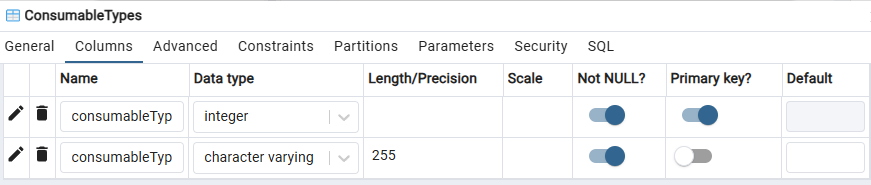 ConsumableTypes
General Columns Advanced Constraints Partitions Parameters Security SQL
Name Data type Length/Precision Scale Not NULL? Primary key? Default
consumableTyp integer
consumableTyp character varying 255